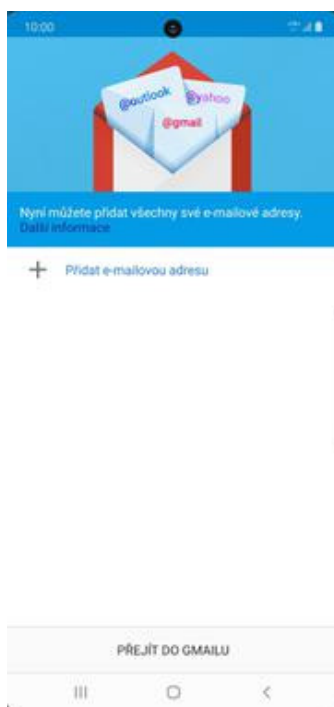 10:00
@outlook
@yahoo
@gmail
Nyní můžete přidat všechny své e-mailové adresy.
Další informace
Přidat e-mailovou adresu
PŘEJÍT DO GMAILU